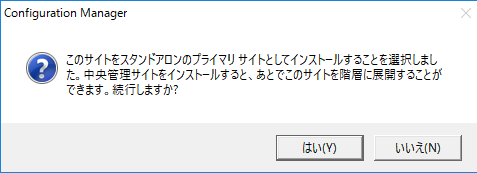 Configuration Manager
このサイトをスタンドアロンのプライマリ サイトとしてインストールすることを選択しまし
た。中央管理サイトをインストールすると、あとでこのサイトを階層に展開することが
できます。続行しますか?
はい(Y)
いいえ(N)